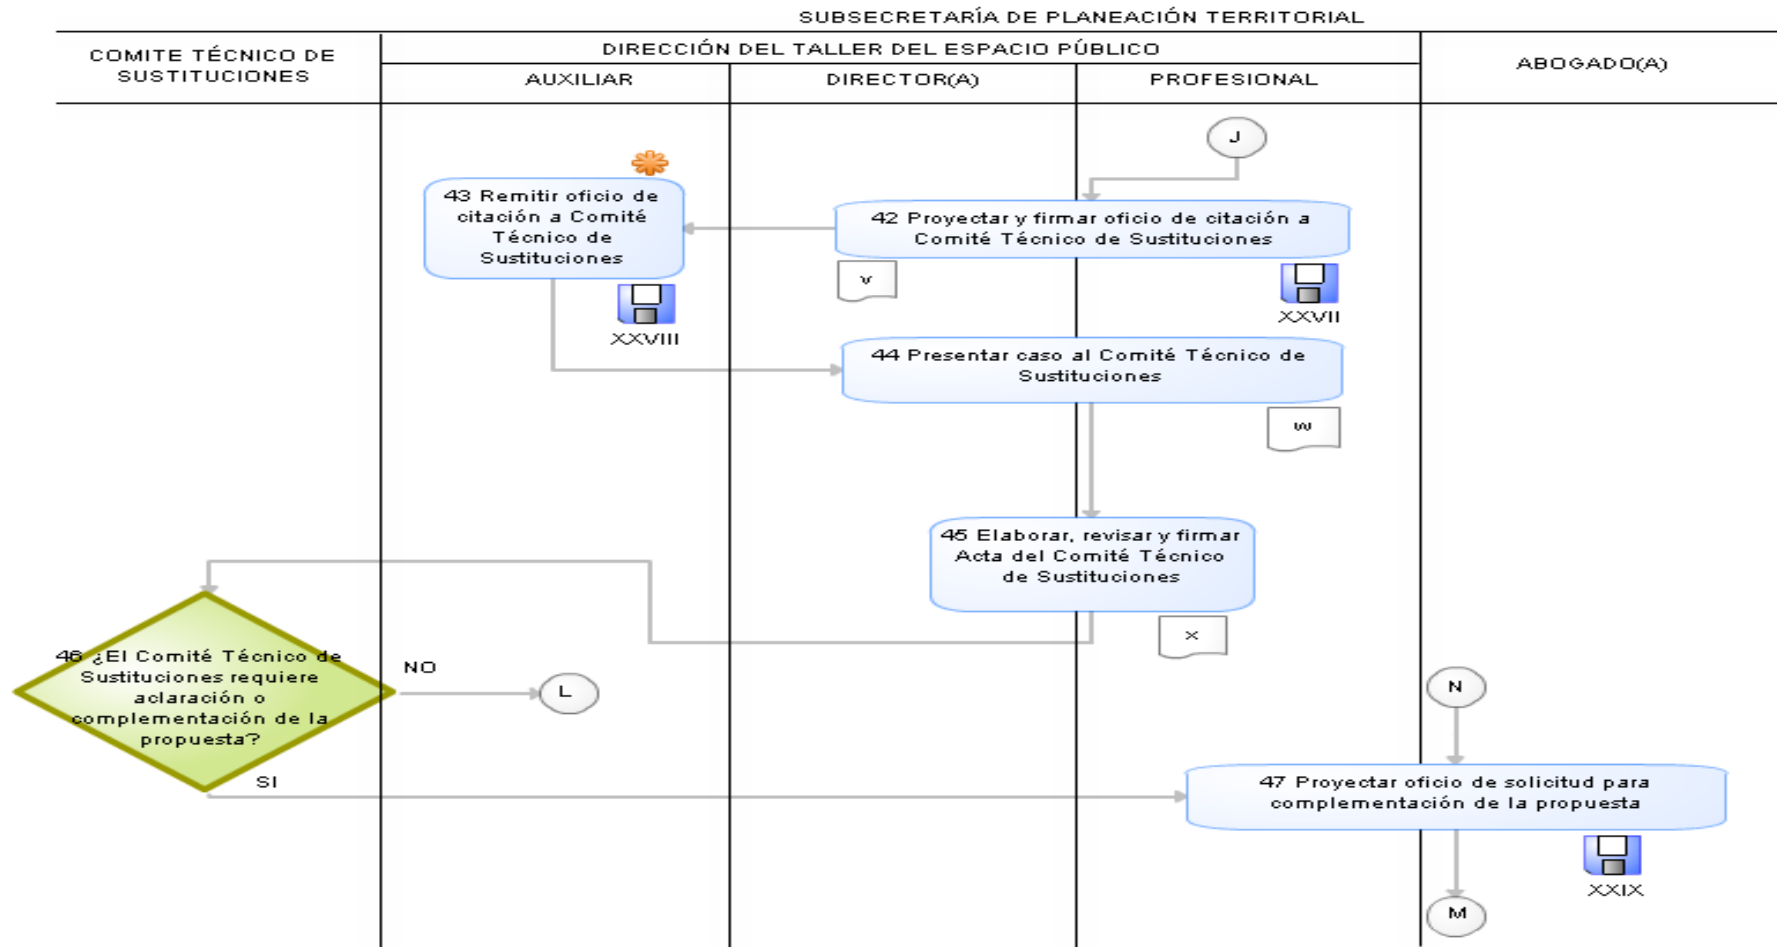 SUBSECRETARÍA DE PLANEACIÓN TERRITORIAL
COMITE TÉCNICO DE
SUSTITUCIONES
DIRECCIÓN DEL TALLER DEL ESPACIO PÚBLICO
AUXILIAR
DIRECTOR(A)
PROFESIONAL
ABOGADO(A)
J
43 Remitir oficio de
citación a Comité
Técnico de
Sustituciones
XXVIII
42 Proyectar y firmar oficio de citación a
Comité Técnico de Sustituciones
v
XXVII
44 Presentar caso al Comité Técnico de
Sustituciones
w
45 Elaborar, revisar y firmar
Acta del Comité Técnico
de Sustituciones
x
46 ¿El Comité Técnico de
Sustituciones requiere
aclaración o
complementación de la
propuesta?
NO
L
SI
N
47 Proyectar oficio de solicitud para
complementación de la propuesta
XXIX
M